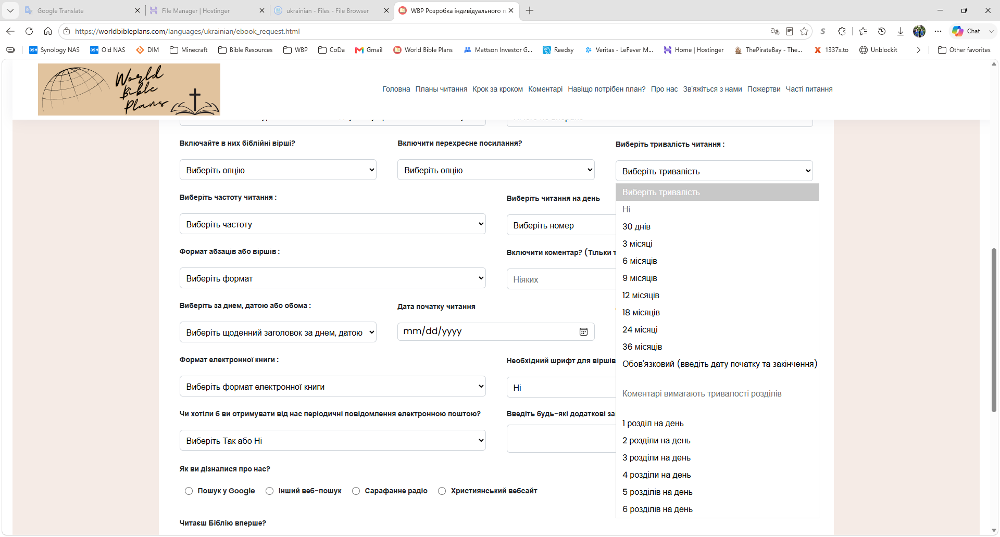 Google Translate
File Manager | Hostinger
ukrainian - Files - File Browser
WBP Розробка індивідуального п
https://worldbibleplans.com/languages/ukrainian/ebook_request.html
Chat
Synology NAS
Old NAS
DIM
Minecraft
Bible Resources
WBP
CoDa
Gmail
World Bible Plans
Mattson Investor G...
Reedsy
Veritas - LeFever M...
Home | Hostinger
ThePirateBay - The...
1337x.to
Unblockit
Other favorites
World
Bible
Plans
Головна Планы читання Крок за кроком Коментарі Навіщо потрібен план? Про нас Зв'яжіться з нами Пожертви Часті питання
Включайте в них біблійні вірші?
Включити перехресне посилання?
Виберіть тривалість читання :
Виберіть опцію
Виберіть опцію
Виберіть тривалість
Виберіть тривалість
Ні
30 днів
3 місяці
6 місяців
9 місяців
12 місяців
18 місяців
24 місяці
36 місяців
Обов'язковий (введіть дату початку та закінчення)
Коментарі вимагають тривалості розділів
1 розділ на день
2 розділи на день
3 розділи на день
4 розділи на день
5 розділів на день
6 розділів на день
Виберіть частоту читання :
Виберіть читання на день
Виберіть частоту
Виберіть номер
Формат абзаців або віршів :
Включити коментар? (Тільки т
Виберіть формат
Ніяких
Виберіть за днем, датою або обома :
Дата початку читання
Виберіть щоденний заголовок за днем, датою
mm/dd/yyyy
Формат електронної книги :
Необхідний шрифт для віршів
Виберіть формат електронної книги
Ні
Чи хотіли б ви отримувати від нас періодичні повідомлення електронною поштою?
Введіть будь-які додаткові за
Виберіть Так або Ні
Як ви дізналися про нас?
Пошук у Google
Інший веб-пошук
Сарафанне радіо
Християнський вебсайт
Читаєш Біблію вперше?